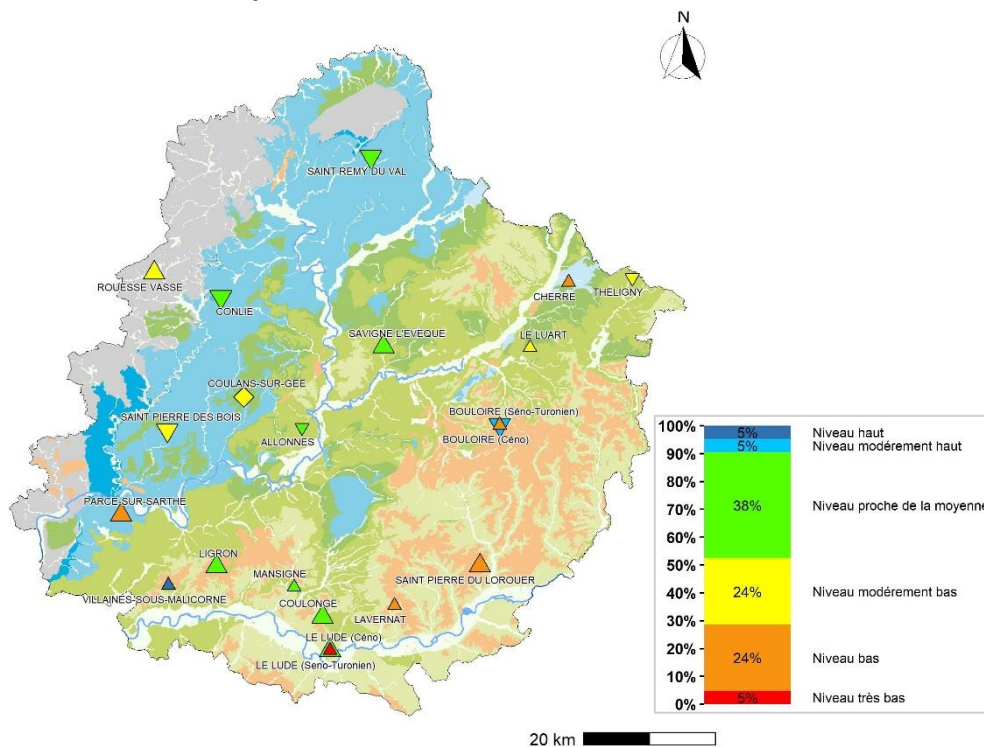 N
SAINT REMY DU VAL
ROUESSE VASSE
CONLIE
CHERRE
THELIGNY
SAVIGNE L'EVEQUE
LE LUART
COULANS-SUR-GEE
SAINT PIERRE DES BOIS
ALLONNES
BOULOIRE (Séno-Turonien)
BOULOIRE (Céno)
PARCE-SUR-SARTHE
LIGRON
MANSIGNE
SAINT PIERRE DU LOROUER
VILLAINES-SOUS-MALICORNE
COULONGE
LAVERNAT
LE LUDE (Céno)
LE LUDE (Seno-Turonien)
100%
5%
Niveau haut
5%
Niveau modérement haut
90%
80%
38%
Niveau proche de la moyenne
70%
60%
50%
24%
Niveau modérement bas
40%
30%
20%
24%
Niveau bas
10%
5%
Niveau très bas
0%
20 km